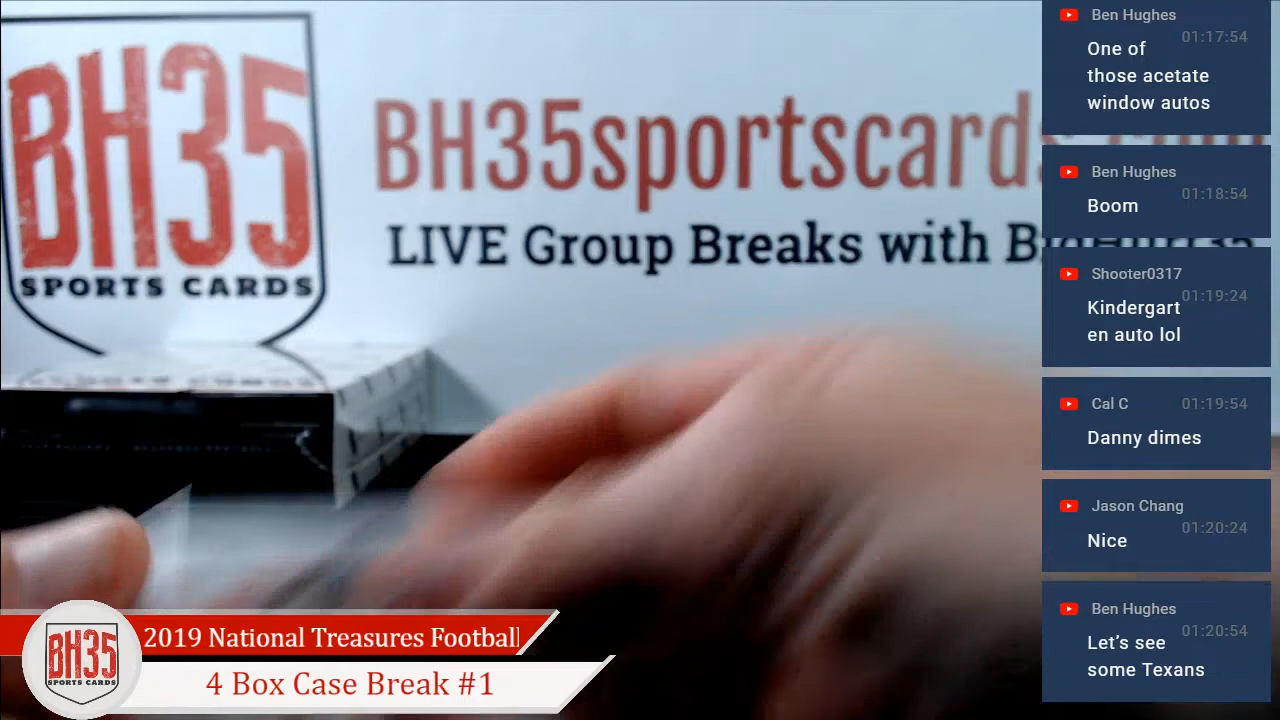 BH35
SPORTS CARDS
BH35sportscards
LIVE Group Breaks with BigHurt35
Ben Hughes
01:17:54
One of
those acetate
window autos
Ben Hughes
01:18:54
Boom
Shooter0317
01:19:24
Kindergart
en auto lol
Cal C
01:19:54
Danny dimes
Jason Chang
01:20:24
Nice
Ben Hughes
01:20:54
Let's see
some Texans
BH35
SPORTS CARDS
2019 National Treasures Football
4 Box Case Break #1